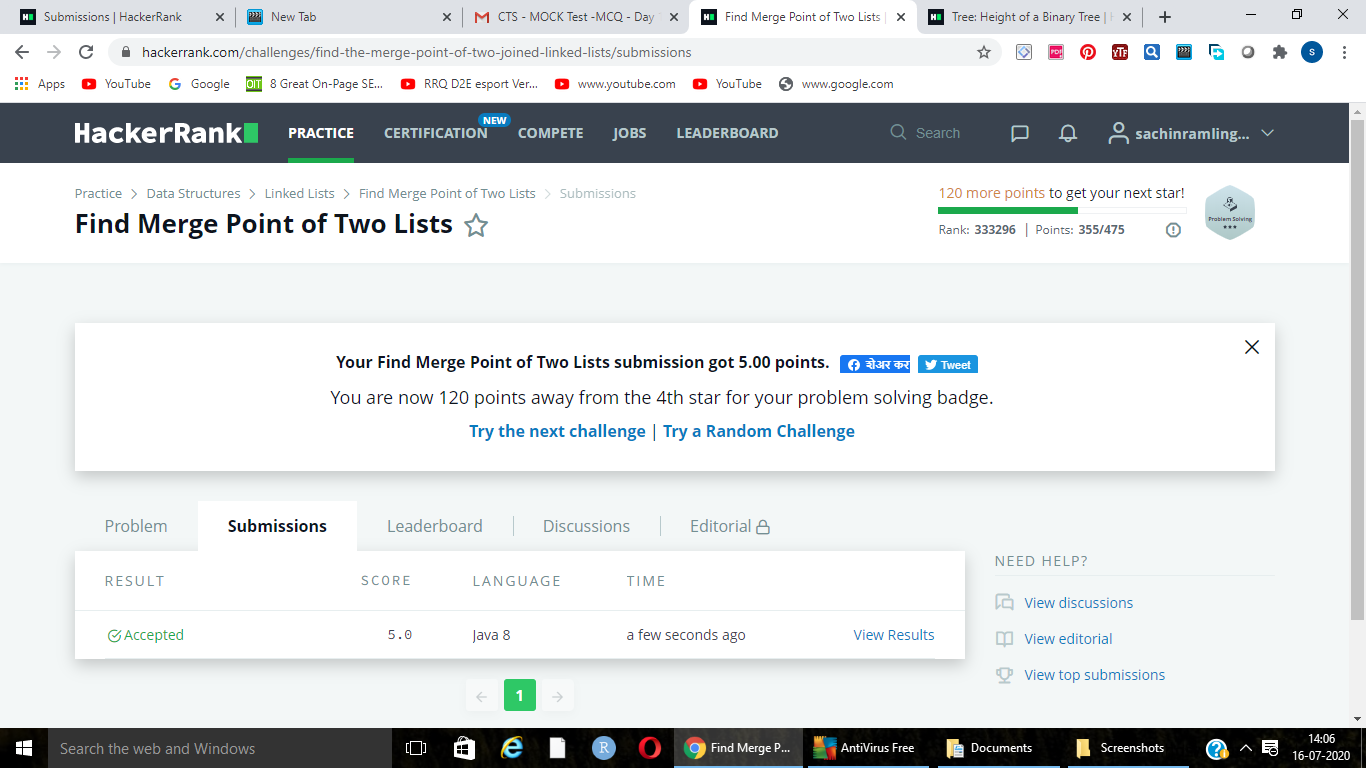 Submissions | HackerRank
New Tab
CTS - MOCK Test -MCQ - Day
Find Merge Point of Two Lists |
Tree: Height of a Binary Tree |
hackerrank.com/challenges/find-the-merge-point-of-two-joined-linked-lists/submissions
PDF YTF S
Apps YouTube Google OIT 8 Great On-Page SE... RRQ D2E esport Ver... www.youtube.com YouTube www.google.com
HackerRank PRACTICE CERTIFICATION NEW COMPETE JOBS LEADERBOARD Search sachinramling...
Practice > Data Structures > Linked Lists > Find Merge Point of Two Lists > Submissions
120 more points to get your next star!
Find Merge Point of Two Lists
Rank: 333296 | Points: 355/475
Problem Solving
Your Find Merge Point of Two Lists submission got 5.00 points. शेअर कर Tweet
You are now 120 points away from the 4th star for your problem solving badge.
Try the next challenge | Try a Random Challenge
Problem Submissions Leaderboard Discussions Editorial
RESULT SCORE LANGUAGE TIME
Accepted 5.0 Java 8 a few seconds ago View Results
1
NEED HELP?
View discussions
View editorial
View top submissions
Search the web and Windows
R
Find Merge P...
AntiVirus Free
Documents
Screenshots
14:06
16-07-2020